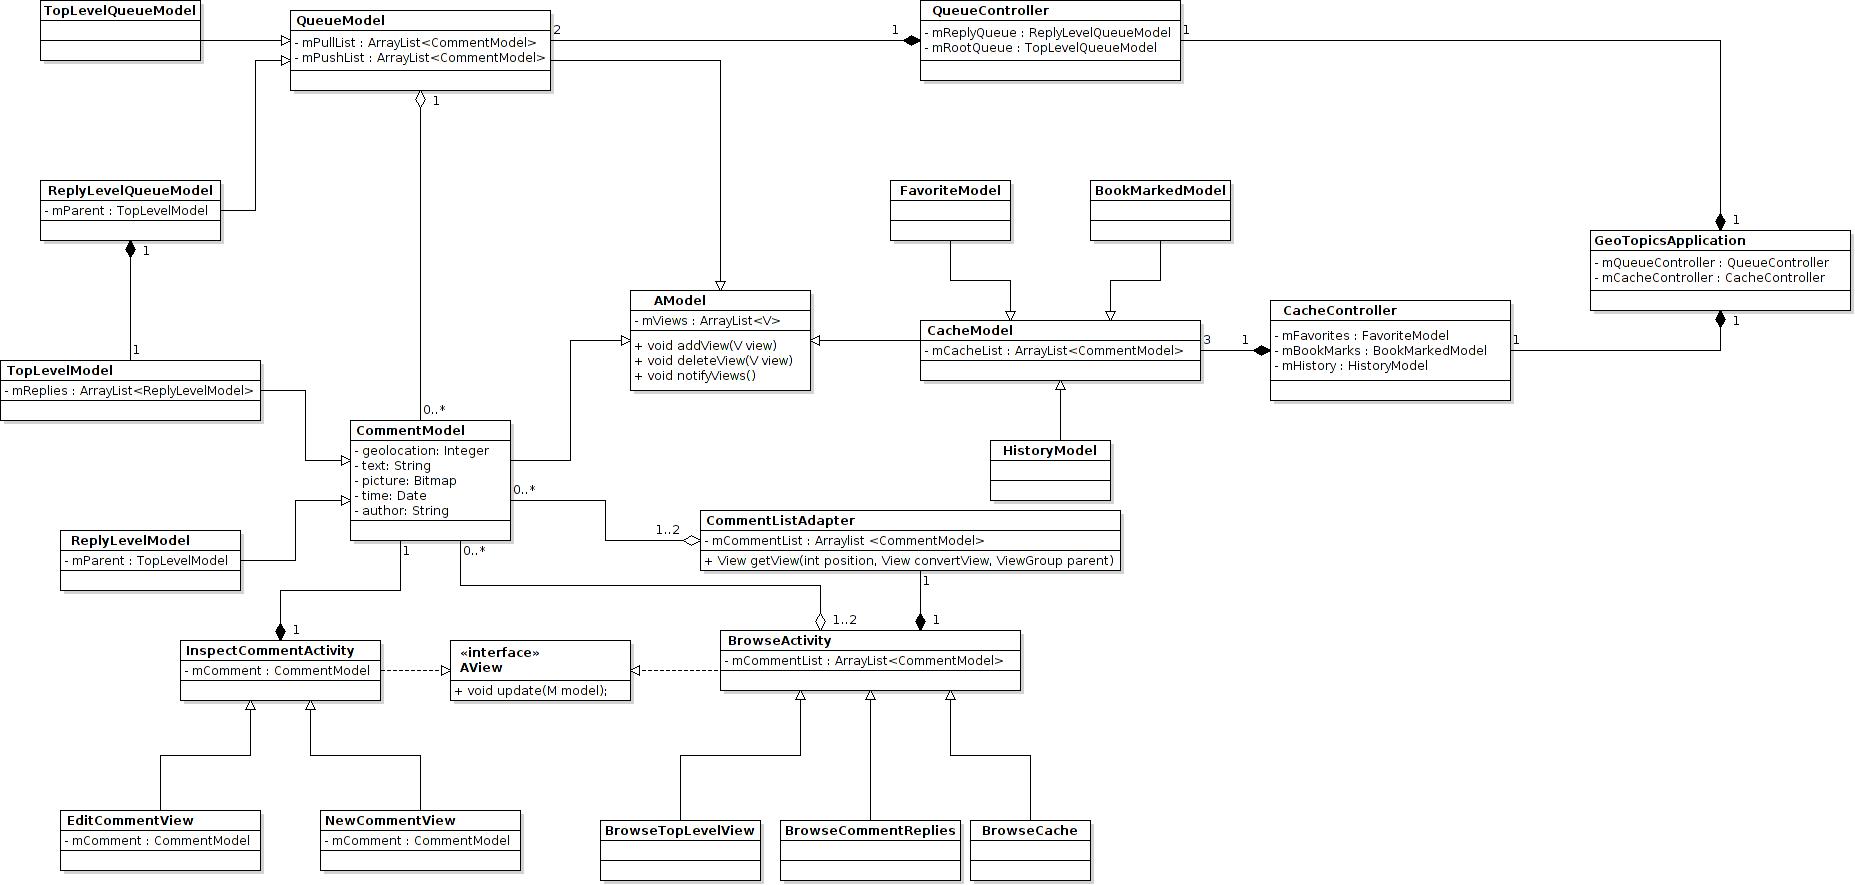 TopLevelQueueModel
QueueModel
- mPullList : ArrayList<CommentModel>
- mPushList : ArrayList<CommentModel>
2
1
QueueController
- mReplyQueue : ReplyLevelQueueModel
- mRootQueue : TopLevelQueueModel
1
1
ReplyLevelQueueModel
- mParent : TopLevelModel
1
FavoriteModel
BookMarkedModel
1
GeoTopicsApplication
- mQueueController : QueueController
- mCacheController : CacheController
1
AModel
- mViews : ArrayList<V>
+ void addView(V view)
+ void deleteView(V view)
+ void notifyViews()
CacheModel
- mCacheList : ArrayList<CommentModel>
3
1
CacheController
- mFavorites : FavoriteModel
- mBookMarks : BookMarkedModel
- mHistory : HistoryModel
1
1
TopLevelModel
- mReplies : ArrayList<ReplyLevelModel>
0..*
CommentModel
- geolocation: Integer
- text: String
- picture: Bitmap
- time: Date
- author: String
HistoryModel
0..*
1..2
CommentListAdapter
- mCommentList : Arraylist <CommentModel>
+ View getView(int position, View convertView, ViewGroup parent)
ReplyLevelModel
- mParent : TopLevelModel
1
0..*
1
1
1..2
1
InspectCommentActivity
- mComment : CommentModel
«interface»
AView
+ void update(M model);
BrowseActivity
- mCommentList : ArrayList<CommentModel>
EditCommentView
- mComment : CommentModel
NewCommentView
- mComment : CommentModel
BrowseTopLevelView
BrowseCommentReplies
BrowseCache